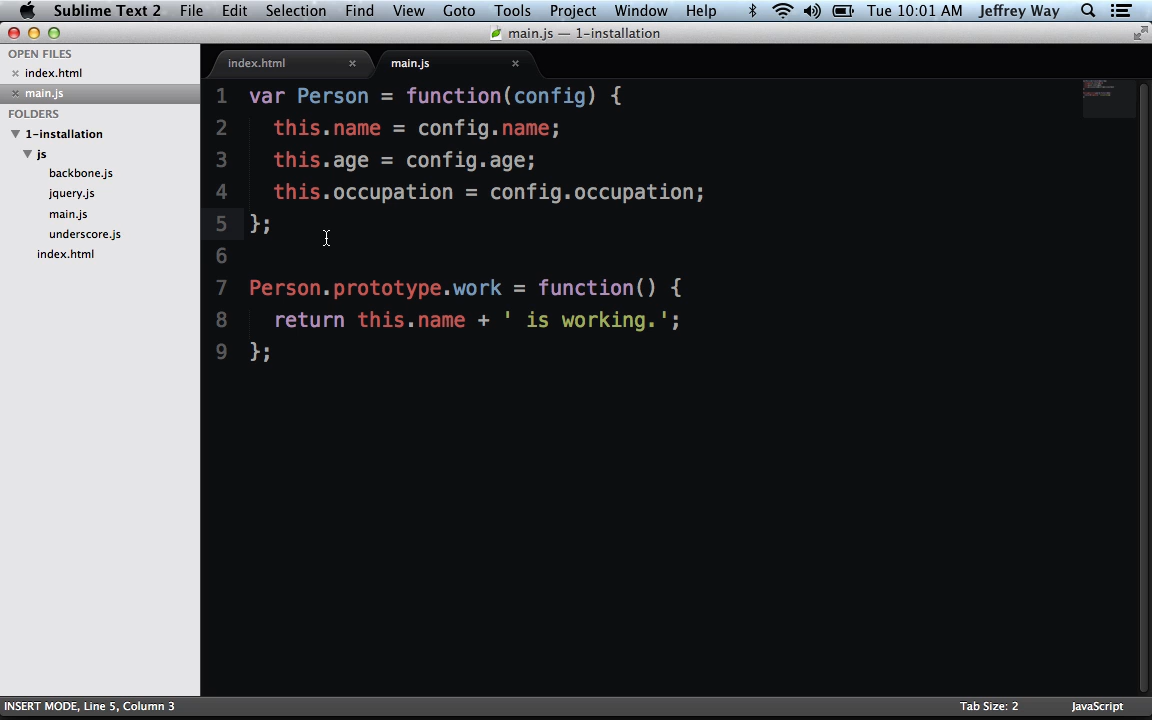 Sublime Text 2 File Edit Selection Find View Goto Tools Project Window Help Tue 10:01 AM Jeffrey Way
main.js — 1-installation
OPEN FILES
index.html
main.js
FOLDERS
1-installation
js
backbone.js
jquery.js
main.js
underscore.js
index.html
index.html main.js
1 var Person = function(config) {
2 this.name = config.name;
3 this.age = config.age;
4 this.occupation = config.occupation;
5 };
6
7 Person.prototype.work = function() {
8 return this.name + ' is working.';
9 };
INSERT MODE, Line 5, Column 3 Tab Size: 2 JavaScript